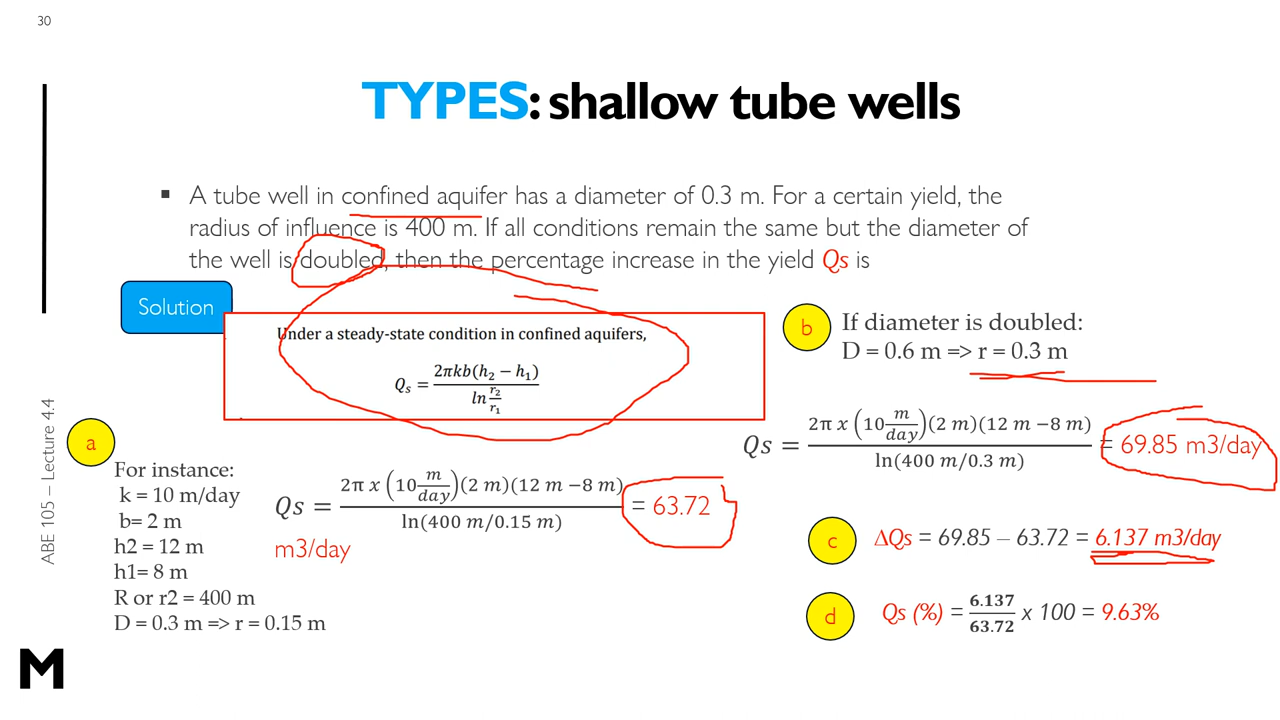 30
TYPES: shallow tube wells
▪ A tube well in confined aquifer has a diameter of 0.3 m. For a certain yield, the
radius of influence is 400 m. If all conditions remain the same but the diameter of
the well is doubled, then the percentage increase in the yield Qs is
Solution
Under a steady-state condition in confined aquifers,
Qₛ = 2πkb(h₂ − h₁) / ln r₂/r₁
a
For instance:
k = 10 m/day
b= 2 m
h2 = 12 m
h1= 8 m
R or r2 = 400 m
D = 0.3 m => r = 0.15 m
Qs = 2π x (10 m/day)(2 m)(12 m −8 m) / ln(400 m/0.15 m) = 63.72
m3/day
b
If diameter is doubled:
D = 0.6 m => r = 0.3 m
Qs = 2π x (10 m/day)(2 m)(12 m −8 m) / ln(400 m/0.3 m) = 69.85 m3/day
c
ΔQs = 69.85 – 63.72 = 6.137 m3/day
d
Qs (%) = 6.137/63.72 x 100 = 9.63%
ABE 105 – Lecture 4.4
M